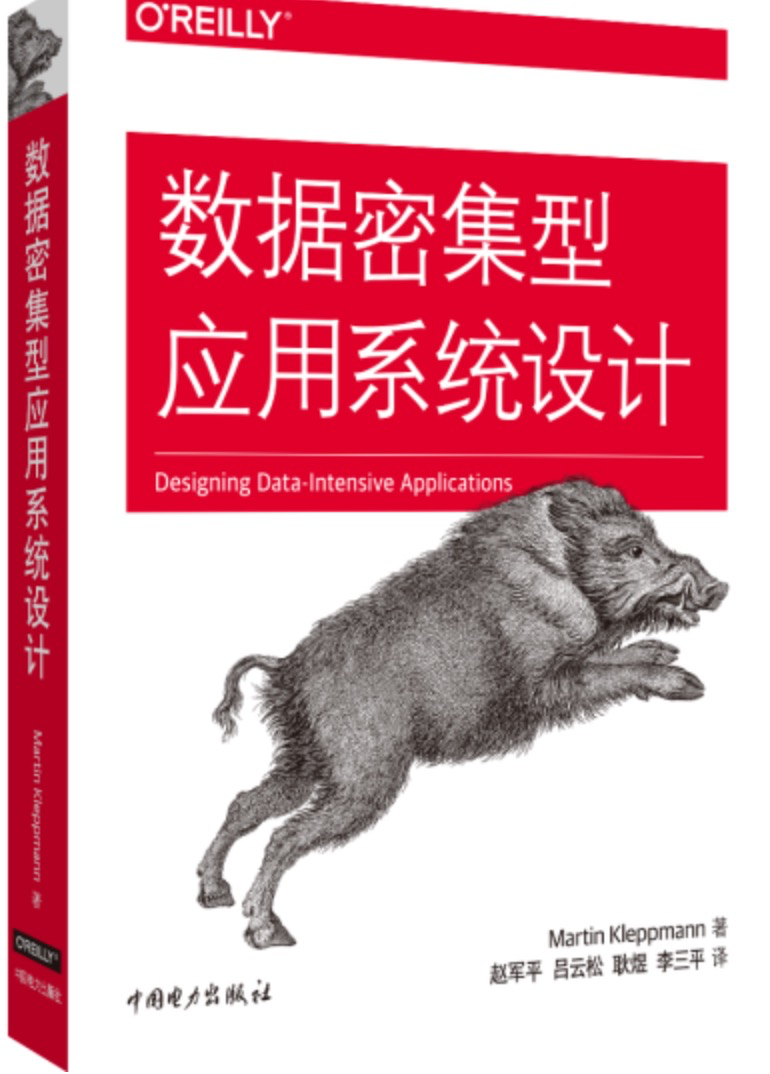 O'REILLY®
数据密集型
应用系统设计
Designing Data-Intensive Applications
Martin Kleppmann 著
赵军平 吕云松 耿煜 李三平 译
中国电力出版社
数据密集型应用系统设计
Martin Kleppmann 著
O'REILLY®
中国电力出版社